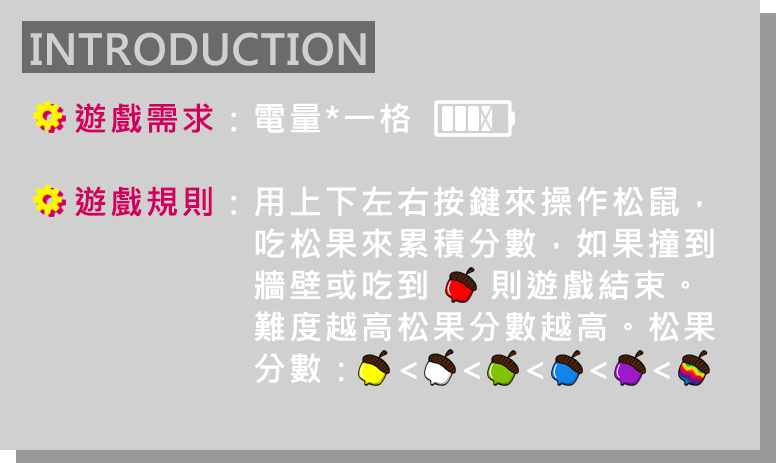 INTRODUCTION
遊戲需求：電量*一格
遊戲規則：用上下左右按鍵來操作松鼠，
吃松果來累積分數，如果撞到
牆壁或吃到 則遊戲結束。
難度越高松果分數越高。松果
分數： < < < < <